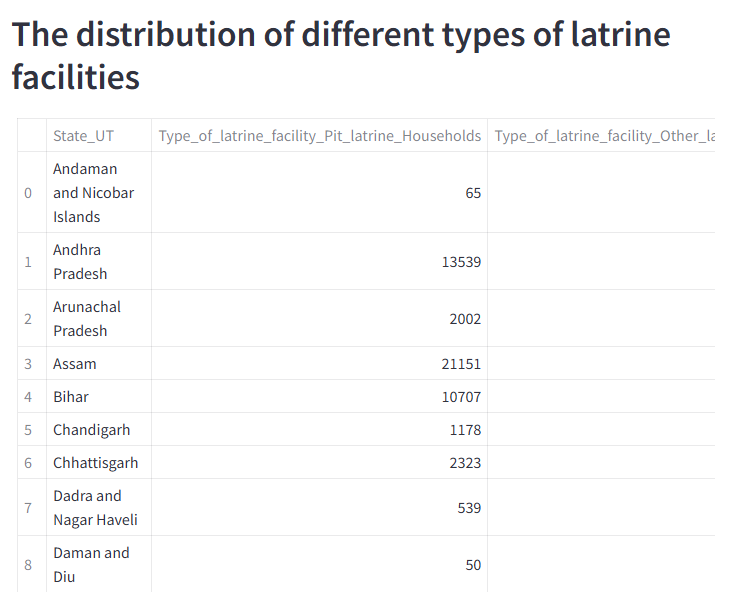 The distribution of different types of latrine
facilities
State_UT Type_of_latrine_facility_Pit_latrine_Households Type_of_latrine_facility_Other_la
0 Andaman and Nicobar Islands 65
1 Andhra Pradesh 13539
2 Arunachal Pradesh 2002
3 Assam 21151
4 Bihar 10707
5 Chandigarh 1178
6 Chhattisgarh 2323
7 Dadra and Nagar Haveli 539
8 Daman and Diu 50